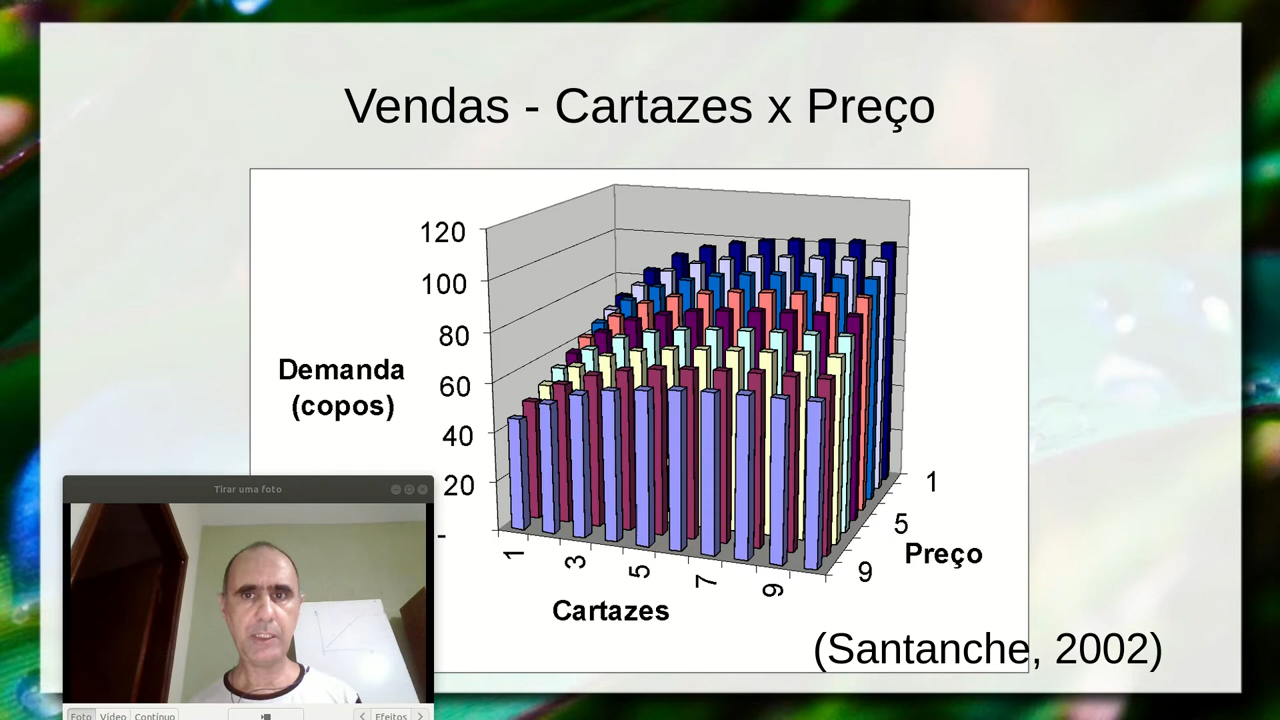 Vendas - Cartazes x Preço
120
100
80
60
40
20
-
Demanda
(copos)
1
3
5
7
9
Cartazes
1
5
9
Preço
(Santanche, 2002)
Tirar uma foto
Foto Vídeo Contínuo Efeitos